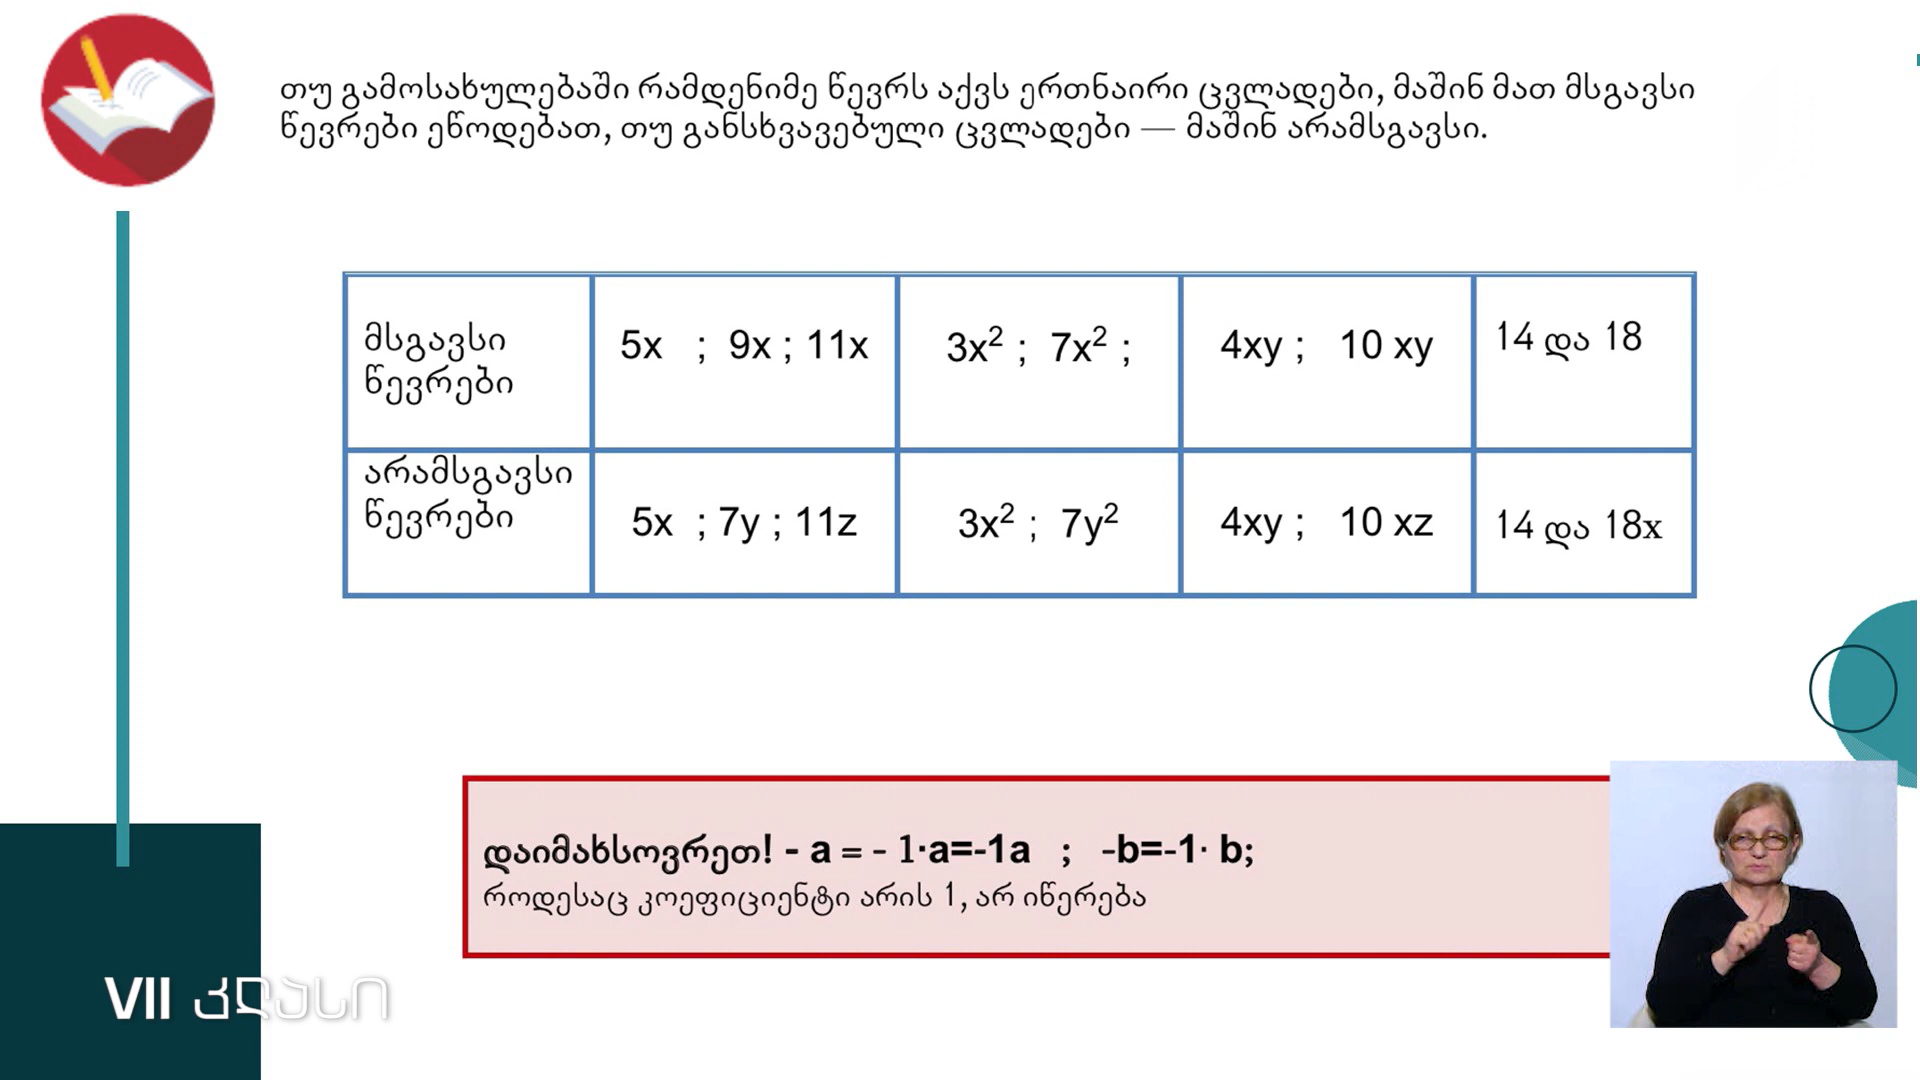 თუ გამოსახულებაში რამდენიმე წევრს აქვს ერთნაირი ცვლადები, მაშინ მათ მსგავსი
წევრები ეწოდებათ, თუ განსხვავებული ცვლადები — მაშინ არამსგავსი.
მსგავსი
წევრები
5x ; 9x ; 11x
3x² ; 7x² ;
4xy ; 10 xy
14 და 18
არამსგავსი
წევრები
5x ; 7y ; 11z
3x² ; 7y²
4xy ; 10 xz
14 და 18x
დაიმახსოვრეთ! - a = - 1·a=-1a ; -b=-1· b;
როდესაც კოეფიციენტი არის 1, არ იწერება
VII კლასი